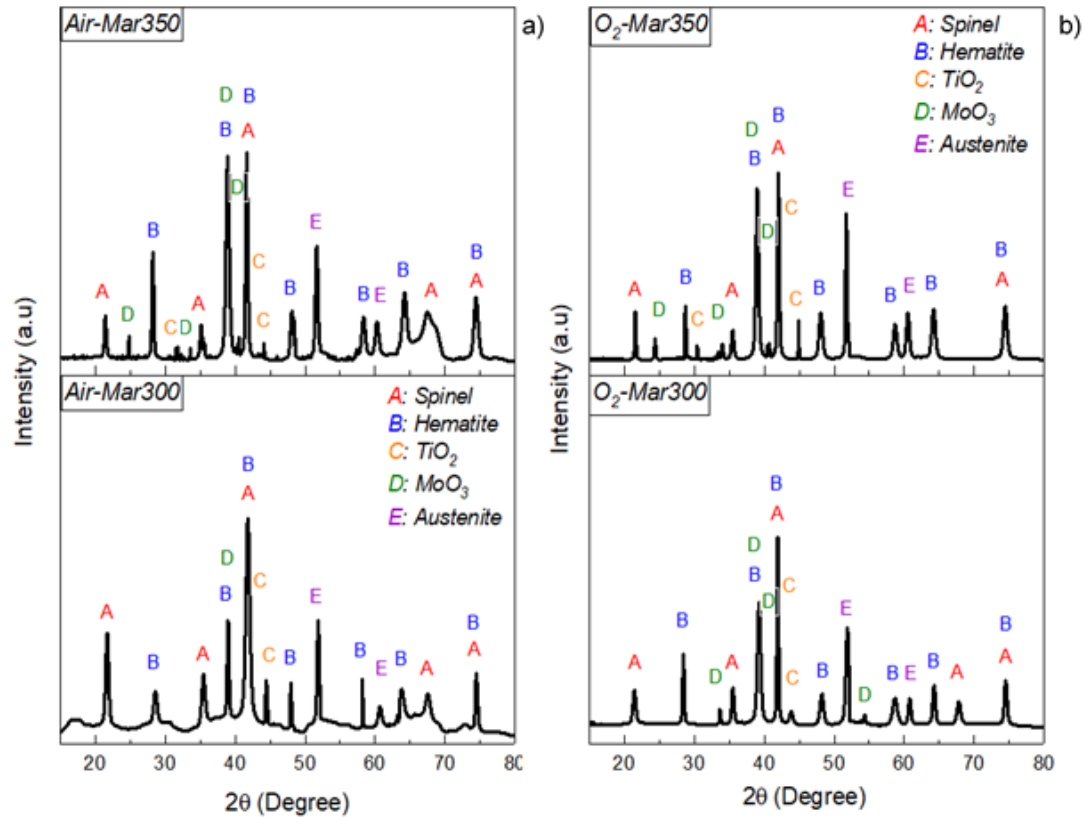 Air-Mar350
a)
D B
B A
D
B
E
C
B
B
A
A
D
A
C D
C
B
B
E
A
Intensity (a.u)
Air-Mar300
A: Spinel
B: Hematite
C: TiO₂
D: MoO₃
E: Austenite
B
A
D
B
C
A
B
A
C
B
E
B
E
B
A
B
A
Intensity (a.u)
20 30 40 50 60 70 80
2θ (Degree)
O₂-Mar350
b)
A: Spinel
B: Hematite
C: TiO₂
D: MoO₃
E: Austenite
D B
B A
C
D
E
A
D
B
C
D
A
C
B
B
E
B
B
A
Intensity (a.u)
O₂-Mar300
B
A
D
B
C
D
A
B
D
A
C
B
E
D
B
E
B
A
B
A
Intensity (a.u)
20 30 40 50 60 70 80
2θ (Degree)